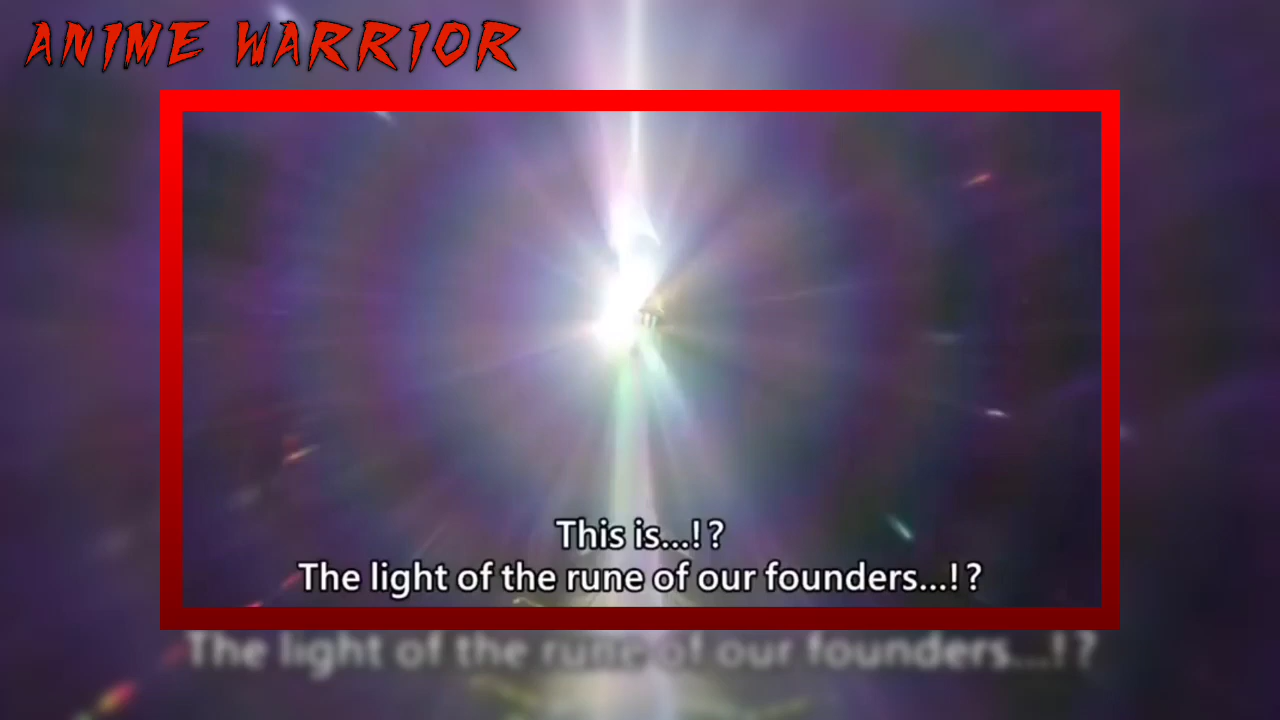 ANIME WARRIOR
This is...!?
The light of the rune of our founders...!?
The light of the rune of our founders...!?